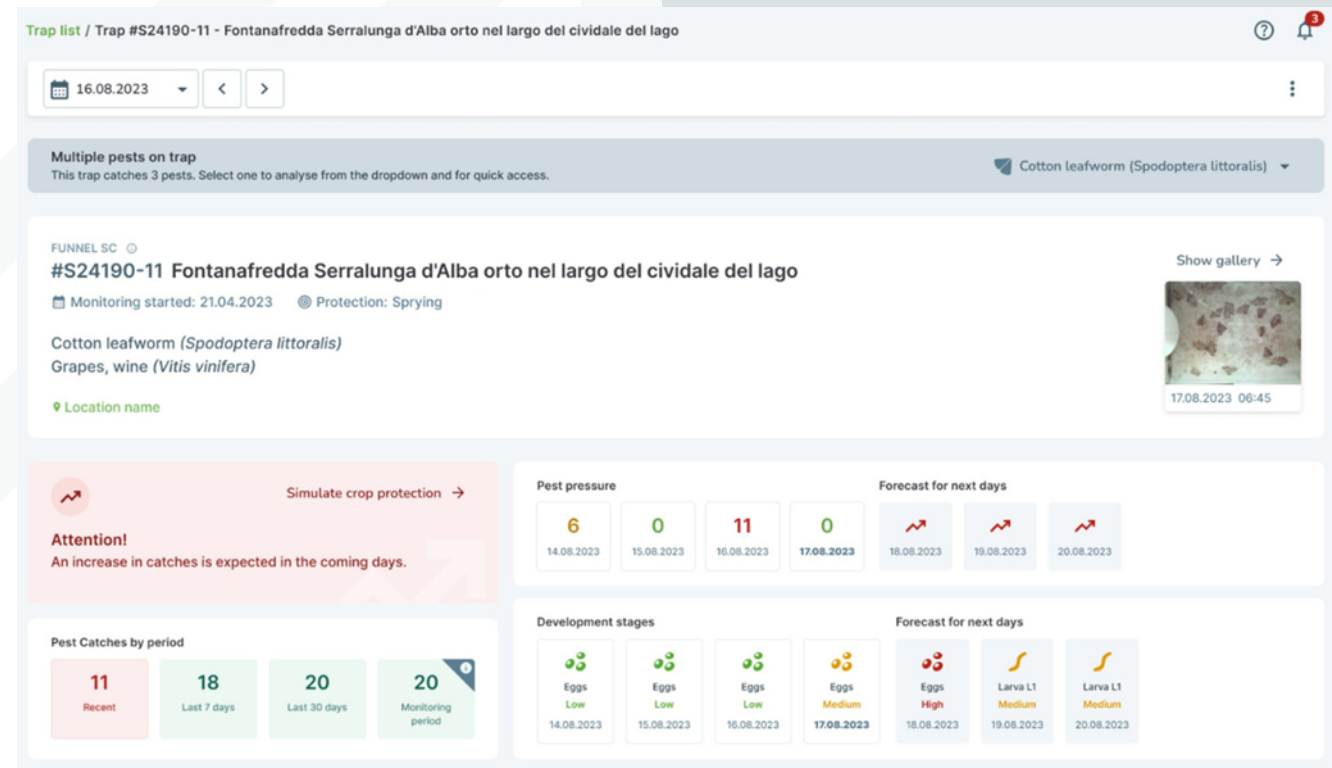 Trap list / Trap #S24190-11 - Fontanafredda Serralunga d'Alba orto nel largo del cividale del lago
3
16.08.2023
Multiple pests on trap
This trap catches 3 pests. Select one to analyse from the dropdown and for quick access.
Cotton leafworm (Spodoptera littoralis)
FUNNEL SC
#S24190-11 Fontanafredda Serralunga d'Alba orto nel largo del cividale del lago
Monitoring started: 21.04.2023 Protection: Sprying
Cotton leafworm (Spodoptera littoralis)
Grapes, wine (Vitis vinifera)
Location name
Show gallery →
17.08.2023 06:45
Simulate crop protection →
Attention!
An increase in catches is expected in the coming days.
Pest Catches by period
11 18 20 20
Recent Last 7 days Last 30 days Monitoring period
Pest pressure Forecast for next days
6 0 11 0
14.08.2023 15.08.2023 16.08.2023 17.08.2023 18.08.2023 19.08.2023 20.08.2023
Development stages Forecast for next days
Eggs Eggs Eggs Eggs Eggs Larva L1 Larva L1
Low Low Low Medium High Medium Medium
14.08.2023 15.08.2023 16.08.2023 17.08.2023 18.08.2023 19.08.2023 20.08.2023